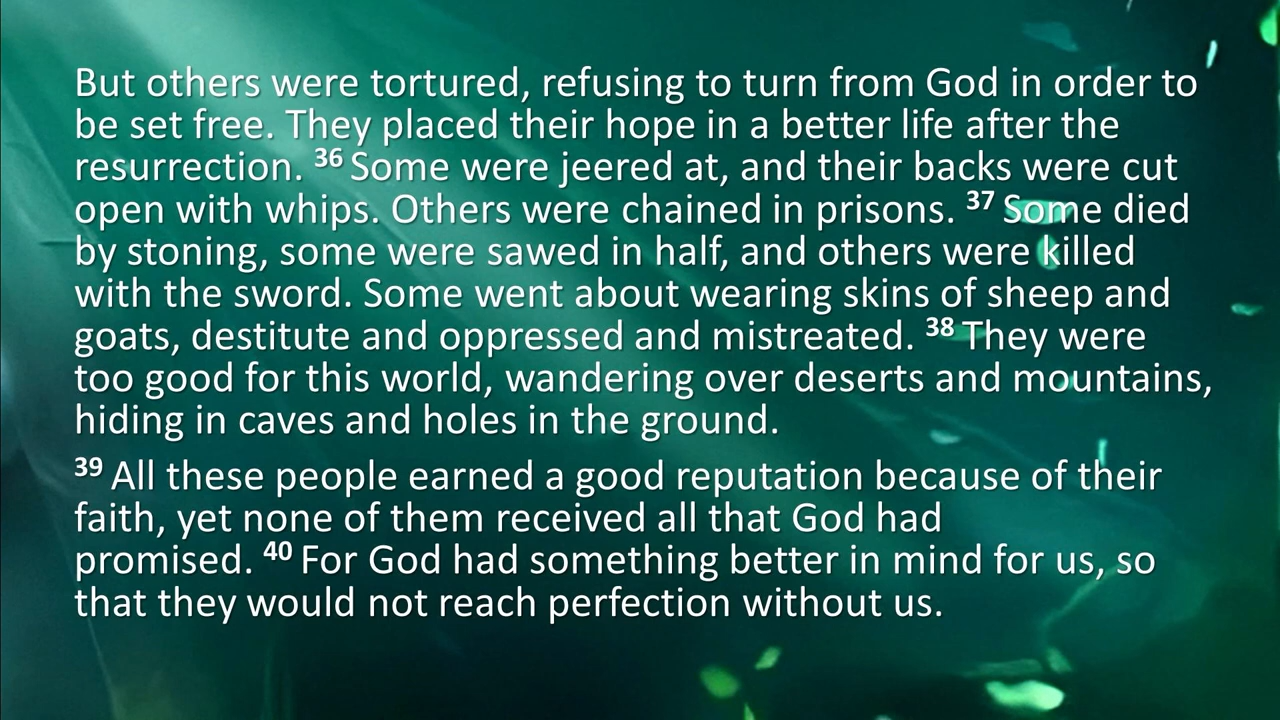 But others were tortured, refusing to turn from God in order to
be set free. They placed their hope in a better life after the
resurrection. 36 Some were jeered at, and their backs were cut
open with whips. Others were chained in prisons. 37 Some died
by stoning, some were sawed in half, and others were killed
with the sword. Some went about wearing skins of sheep and
goats, destitute and oppressed and mistreated. 38 They were
too good for this world, wandering over deserts and mountains,
hiding in caves and holes in the ground.
39 All these people earned a good reputation because of their
faith, yet none of them received all that God had
promised. 40 For God had something better in mind for us, so
that they would not reach perfection without us.